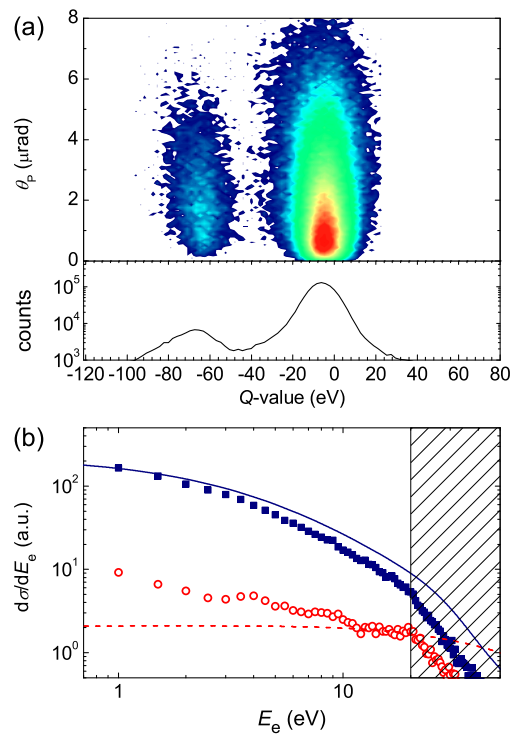 (a)
8
6
4
2
0
θP (μrad)
10^5
10^4
10^3
counts
-120 -100 -80 -60 -40 -20 0 20 40 60 80
Q-value (eV)
(b)
10^2
10^1
10^0
dσ/dEe (a.u.)
1 10
Ee (eV)